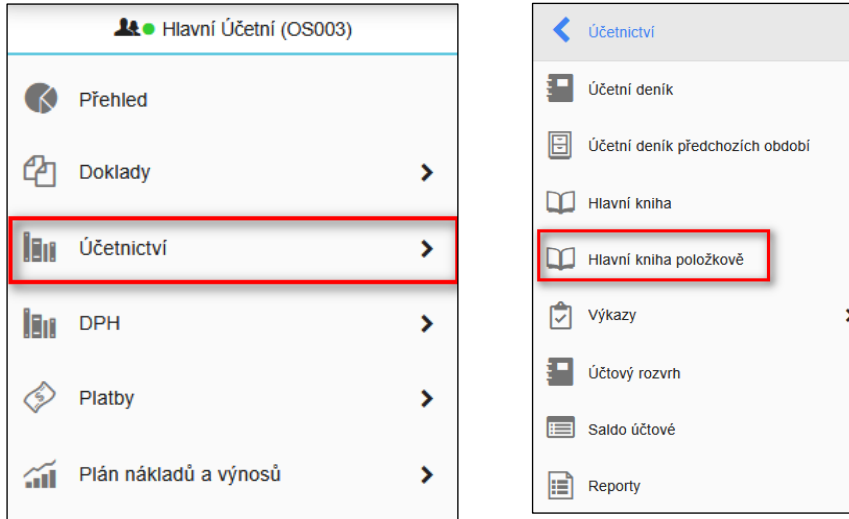 Hlavní Účetní (OS003)
Přehled
Doklady
Účetnictví
DPH
Platby
Plán nákladů a výnosů
Účetnictví
Účetní deník
Účetní deník předchozích období
Hlavní kniha
Hlavní kniha položkově
Výkazy
Účtový rozvrh
Saldo účtové
Reporty